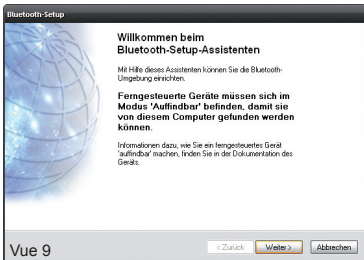 Bluetooth-Setup
Willkommen beim
Bluetooth-Setup-Assistenten
Mit Hilfe dieses Assistenten können Sie die Bluetooth-
Umgebung einrichten.
Ferngesteuerte Geräte müssen sich im
Modus 'Auffindbar' befinden, damit sie
von diesem Computer gefunden werden
können.
Informationen dazu, wie Sie ein ferngesteuertes Gerät
'auffindbar' machen, finden Sie in der Dokumentation des
Geräts.
Vue 9
< Zurück
Weiter >
Abbrechen